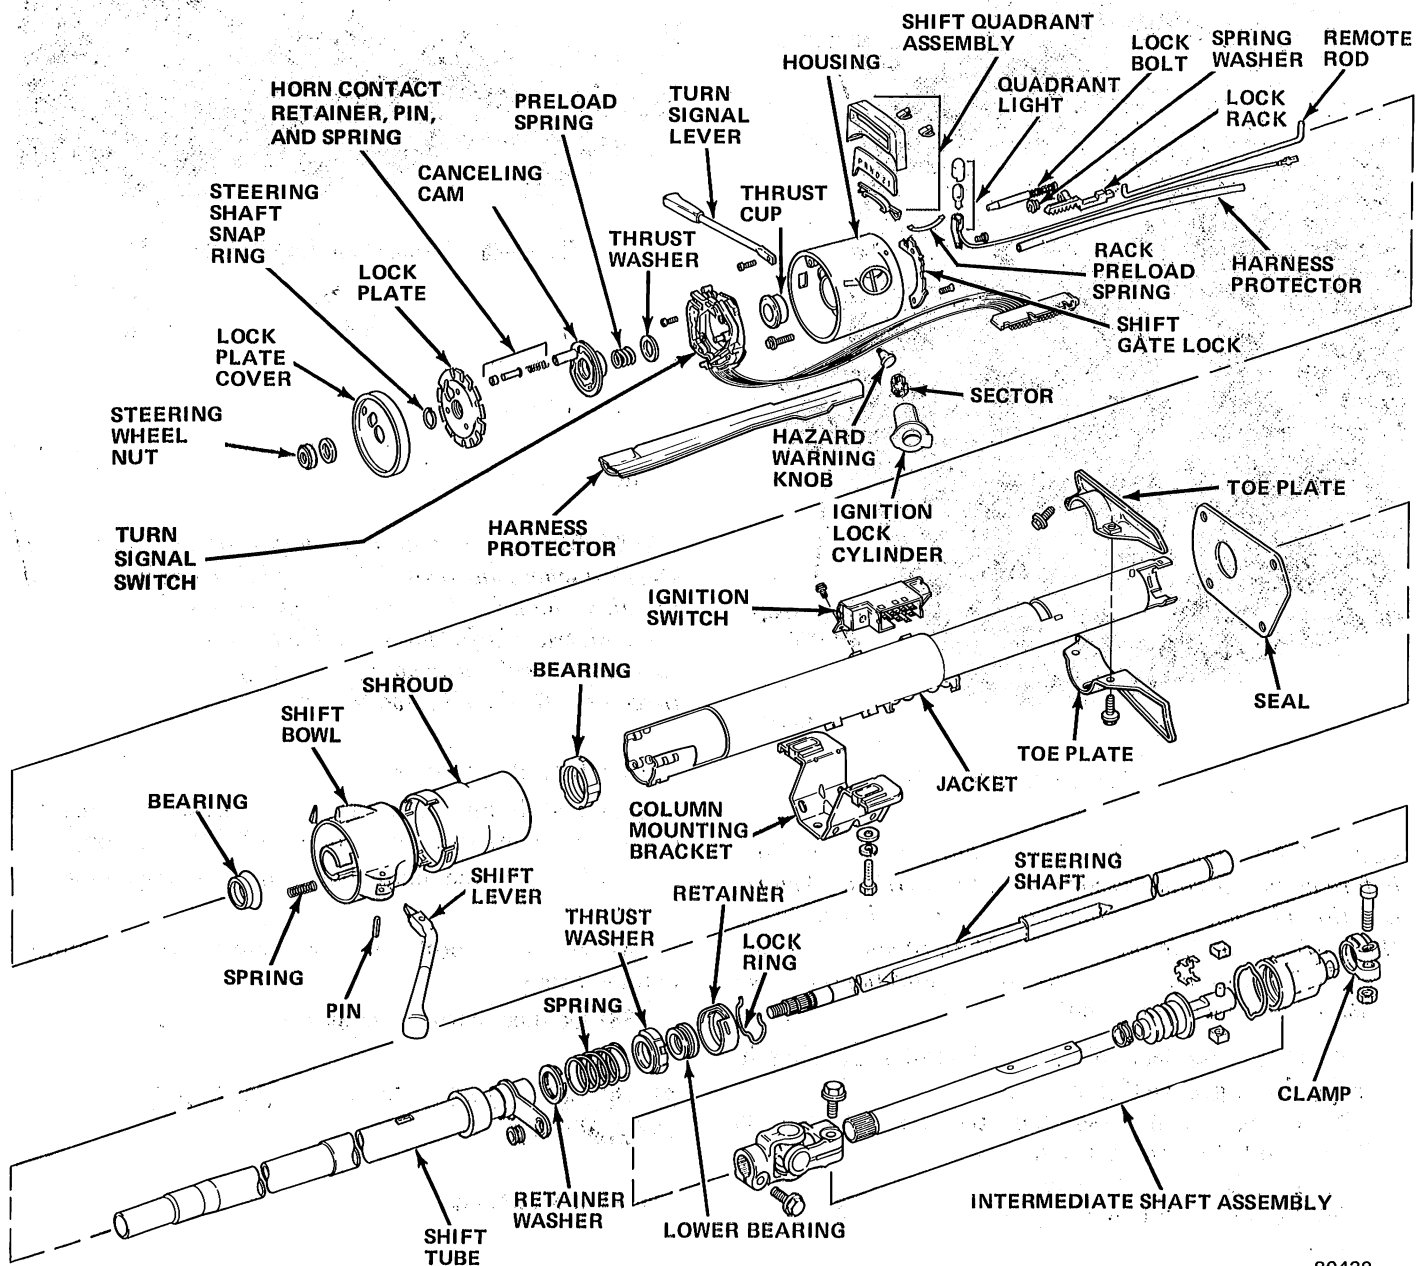 SHIFT QUADRANT
ASSEMBLY
HOUSING
LOCK
BOLT
SPRING
WASHER
REMOTE
ROD
QUADRANT
LIGHT
LOCK
RACK
HORN CONTACT
RETAINER, PIN,
AND SPRING
PRELOAD
SPRING
TURN
SIGNAL
LEVER
CANCELING
CAM
STEERING
SHAFT
SNAP
RING
THRUST
CUP
THRUST
WASHER
LOCK
PLATE
RACK
PRELOAD
SPRING
HARNESS
PROTECTOR
SHIFT
GATE LOCK
LOCK
PLATE
COVER
SECTOR
STEERING
WHEEL
NUT
HAZARD
WARNING
KNOB
TOE PLATE
IGNITION
LOCK
CYLINDER
HARNESS
PROTECTOR
TURN
SIGNAL
SWITCH
IGNITION
SWITCH
BEARING
SHROUD
SEAL
SHIFT
BOWL
TOE PLATE
JACKET
BEARING
COLUMN
MOUNTING
BRACKET
STEERING
SHAFT
SHIFT
LEVER
RETAINER
THRUST
WASHER
LOCK
RING
SPRING
PIN
SPRING
CLAMP
RETAINER
WASHER
INTERMEDIATE SHAFT ASSEMBLY
LOWER BEARING
SHIFT
TUBE